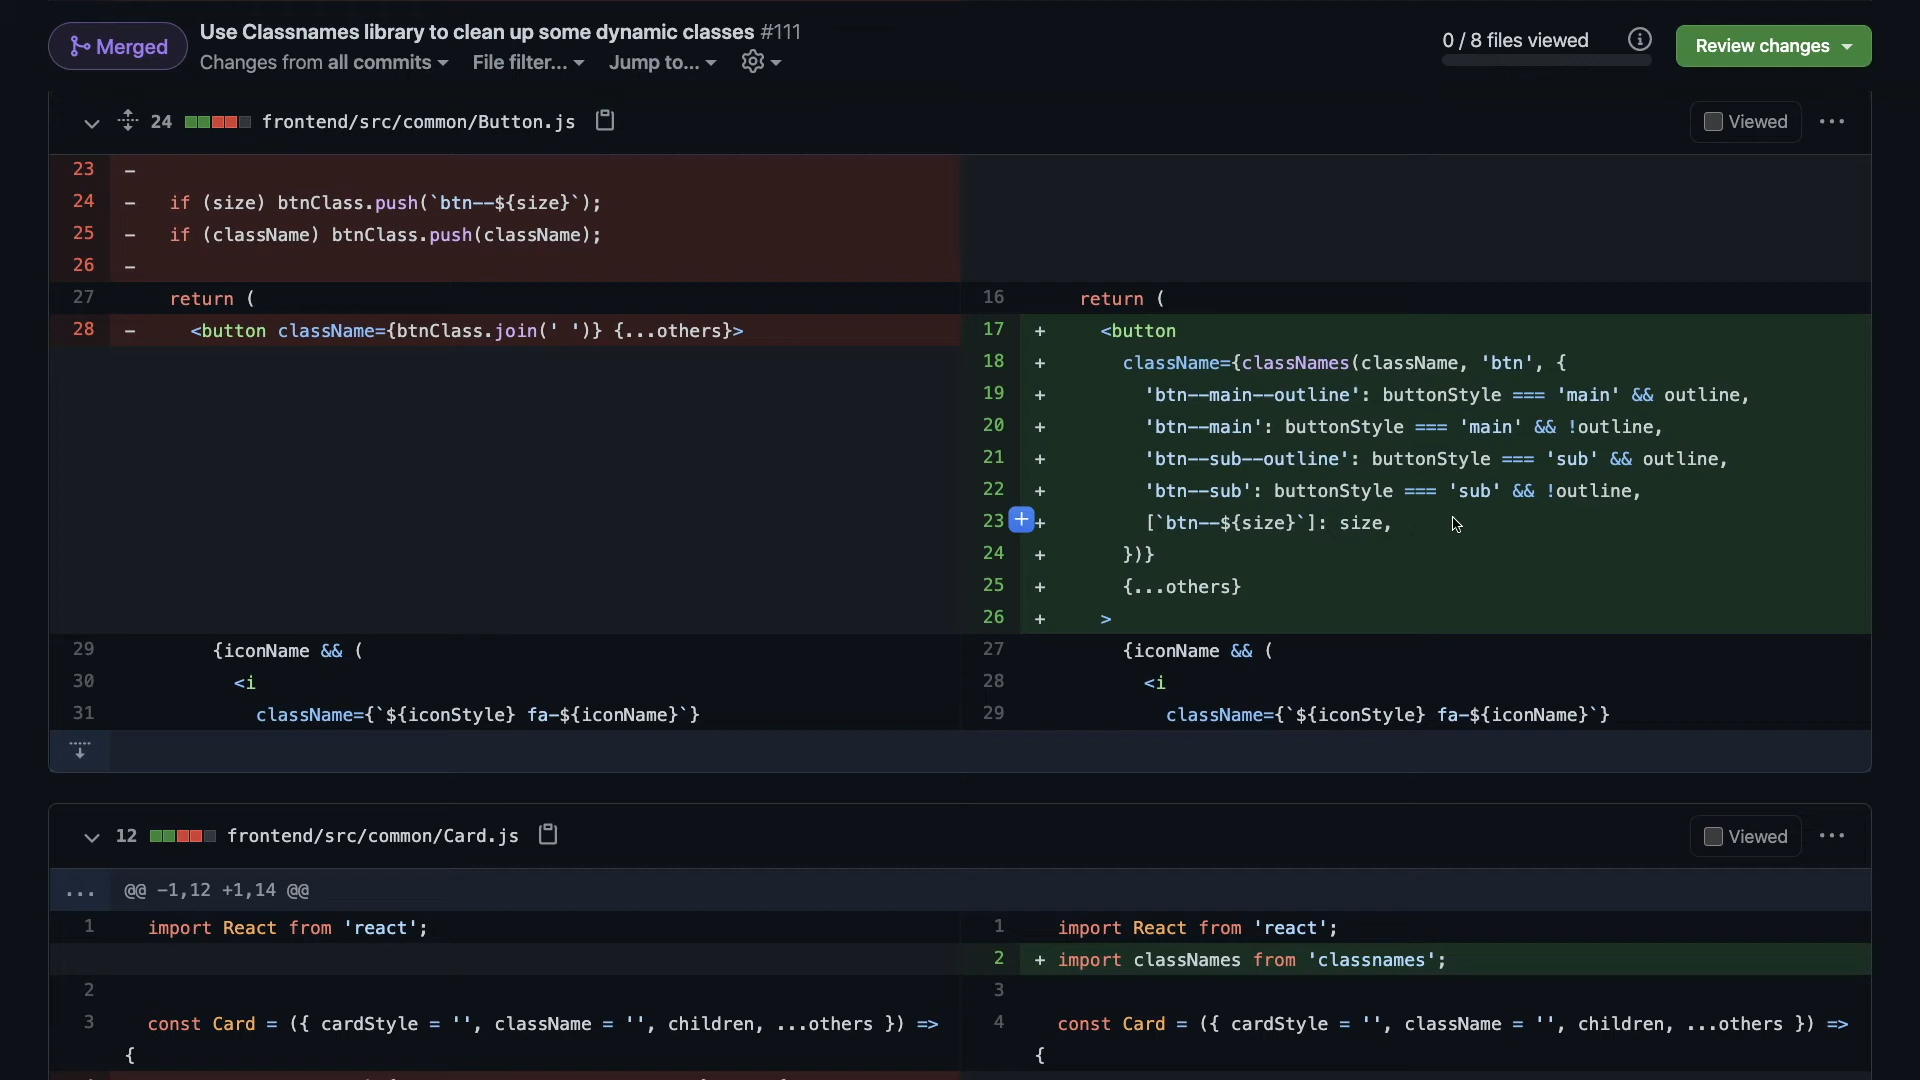 Merged
Use Classnames library to clean up some dynamic classes #111
Changes from all commits File filter... Jump to...
0 / 8 files viewed
Review changes
24 frontend/src/common/Button.js
Viewed
23 -
24 - if (size) btnClass.push(`btn--${size}`);
25 - if (className) btnClass.push(className);
26 -
27 return (
28 - <button className={btnClass.join(' ')} {...others}>
16 return (
17 + <button
18 + className={classNames(className, 'btn', {
19 + 'btn--main--outline': buttonStyle === 'main' && outline,
20 + 'btn--main': buttonStyle === 'main' && !outline,
21 + 'btn--sub--outline': buttonStyle === 'sub' && outline,
22 + 'btn--sub': buttonStyle === 'sub' && !outline,
23 + [`btn--${size}`]: size,
24 + })}
25 + {...others}
26 + >
29 {iconName && (
30 <i
31 className={`${iconStyle} fa-${iconName}`}
27 {iconName && (
28 <i
29 className={`${iconStyle} fa-${iconName}`}
12 frontend/src/common/Card.js
Viewed
... @@ -1,12 +1,14 @@
1 import React from 'react';
2
3 const Card = ({ cardStyle = '', className = '', children, ...others }) =>
{
1 import React from 'react';
2 + import classNames from 'classnames';
3
4 const Card = ({ cardStyle = '', className = '', children, ...others }) =>
{